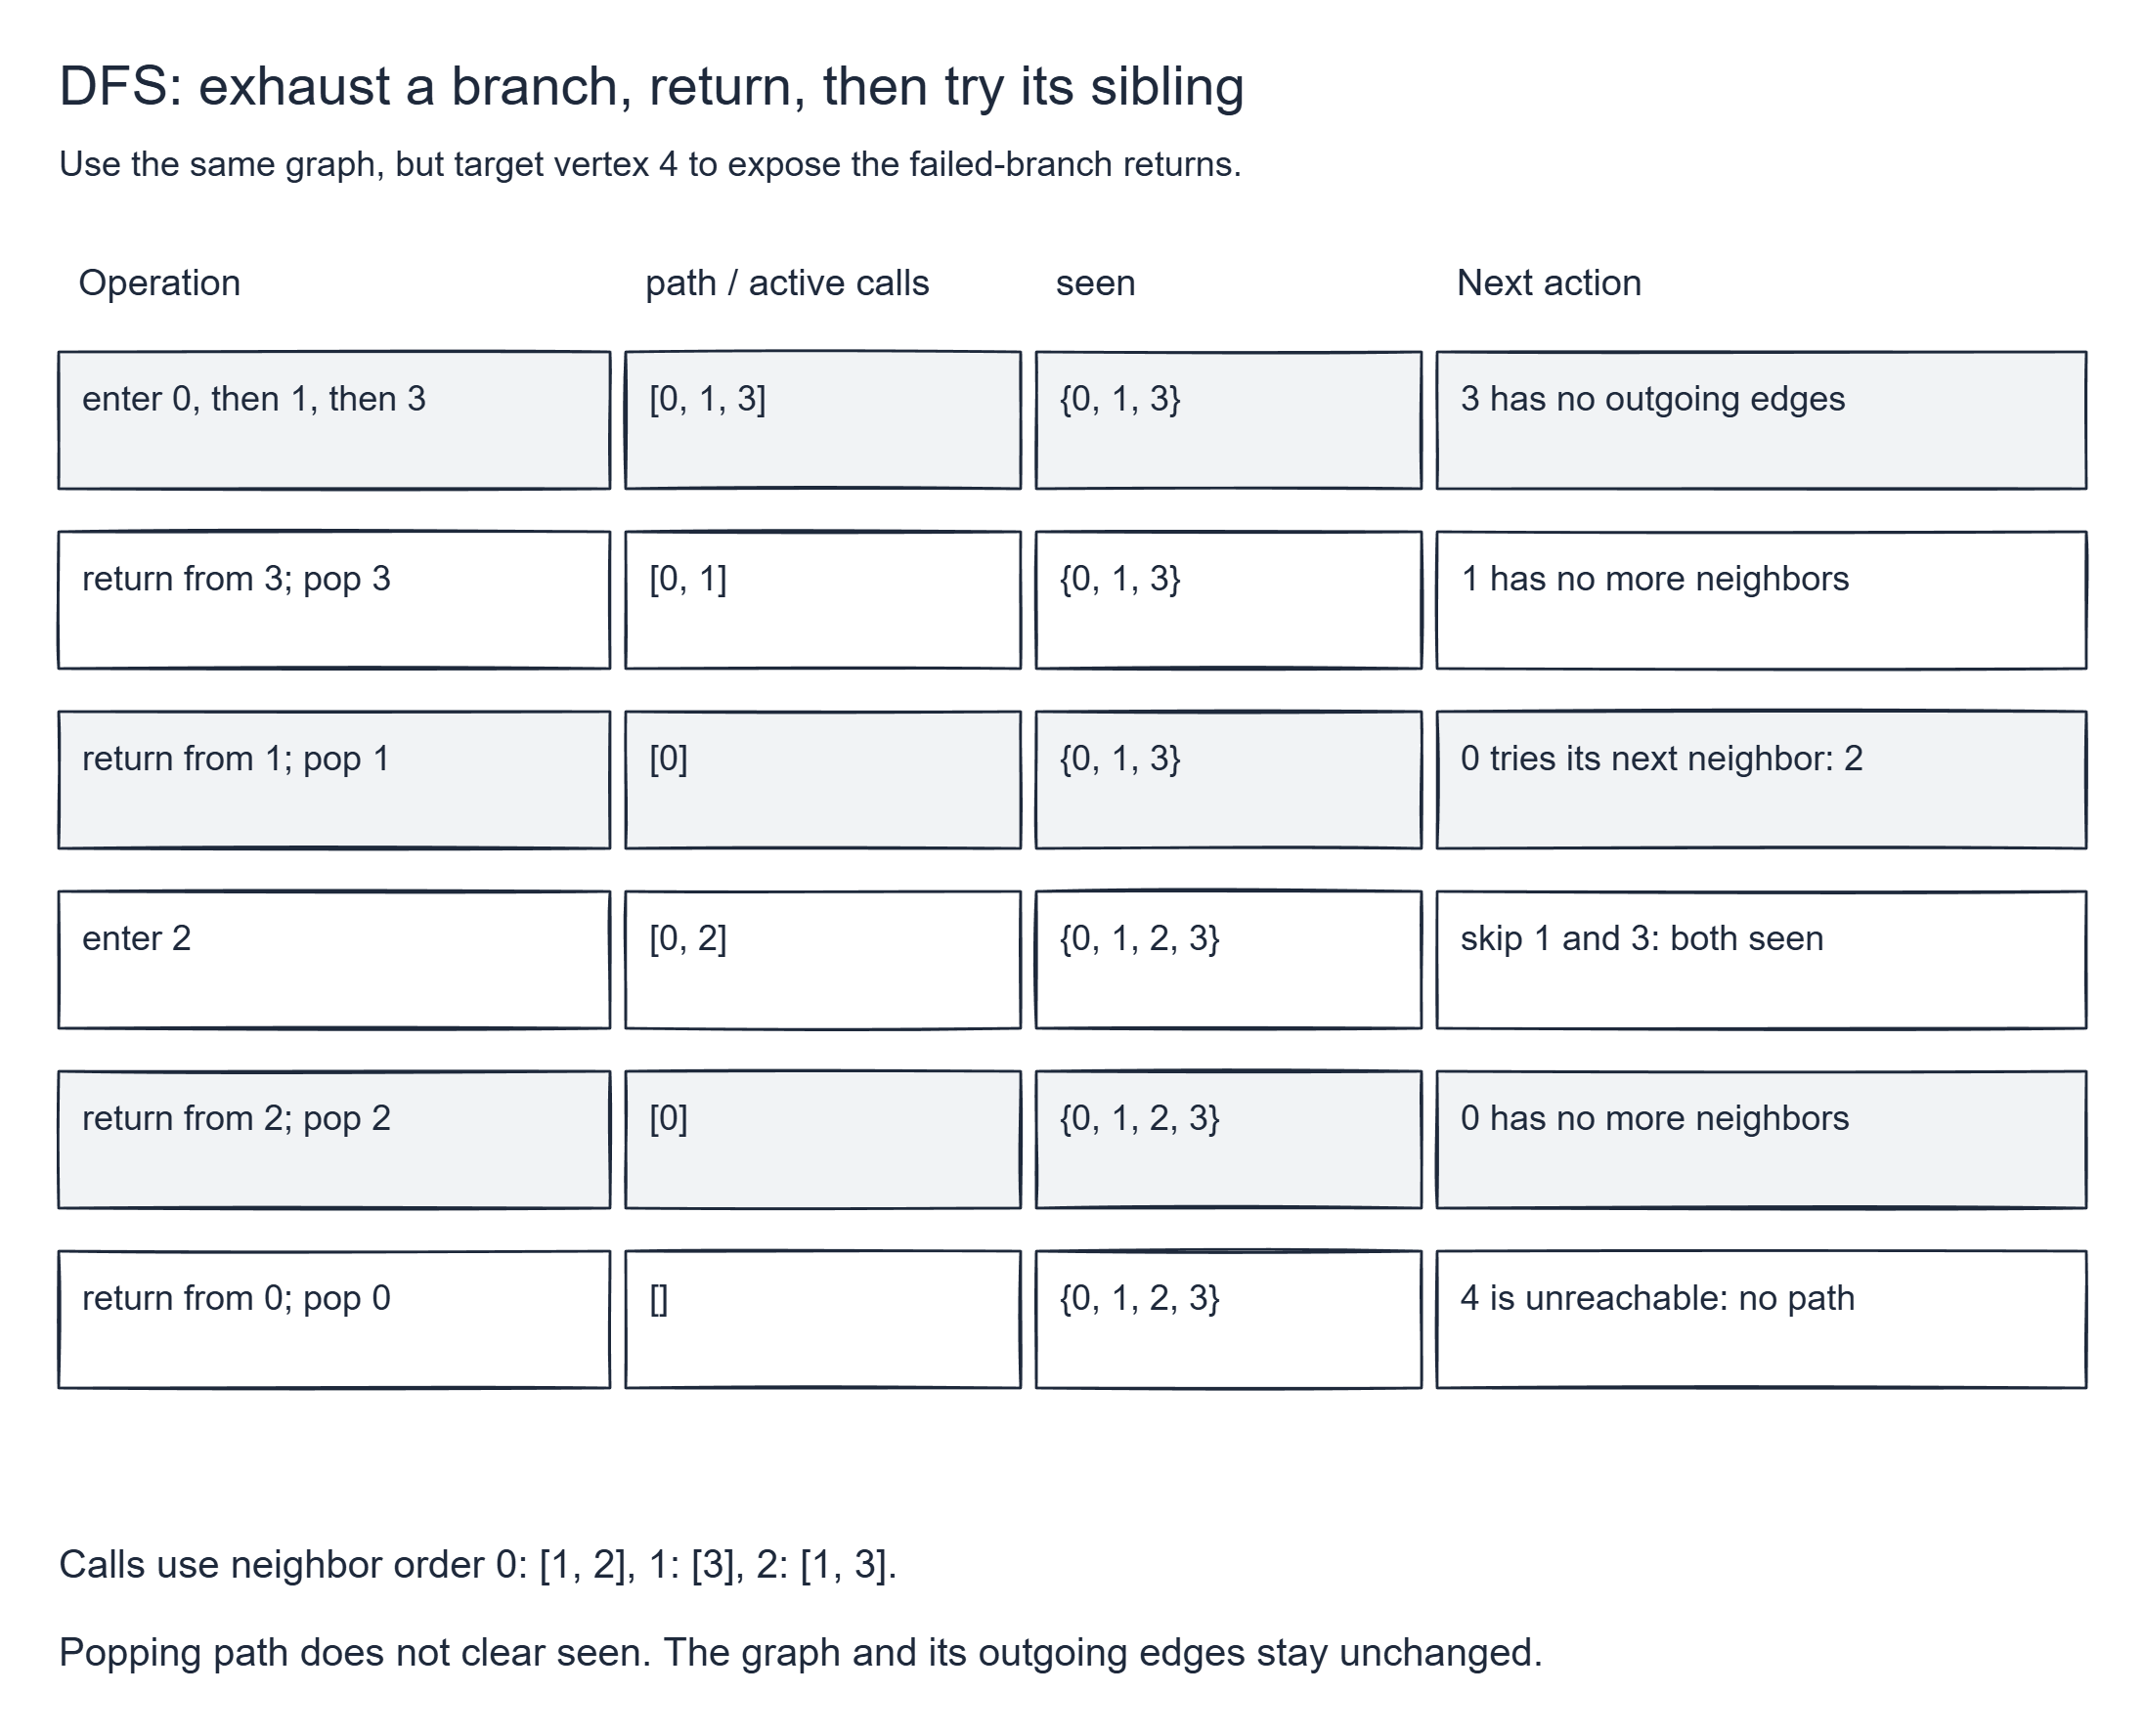 DFS: exhaust a branch, return, then try its sibling
Use the same graph, but target vertex 4 to expose the failed-branch returns.
Operation path / active calls seen Next action
enter 0, then 1, then 3 [0, 1, 3] {0, 1, 3} 3 has no outgoing edges
return from 3; pop 3 [0, 1] {0, 1, 3} 1 has no more neighbors
return from 1; pop 1 [0] {0, 1, 3} 0 tries its next neighbor: 2
enter 2 [0, 2] {0, 1, 2, 3} skip 1 and 3: both seen
return from 2; pop 2 [0] {0, 1, 2, 3} 0 has no more neighbors
return from 0; pop 0 [] {0, 1, 2, 3} 4 is unreachable: no path
Calls use neighbor order 0: [1, 2], 1: [3], 2: [1, 3].
Popping path does not clear seen. The graph and its outgoing edges stay unchanged.